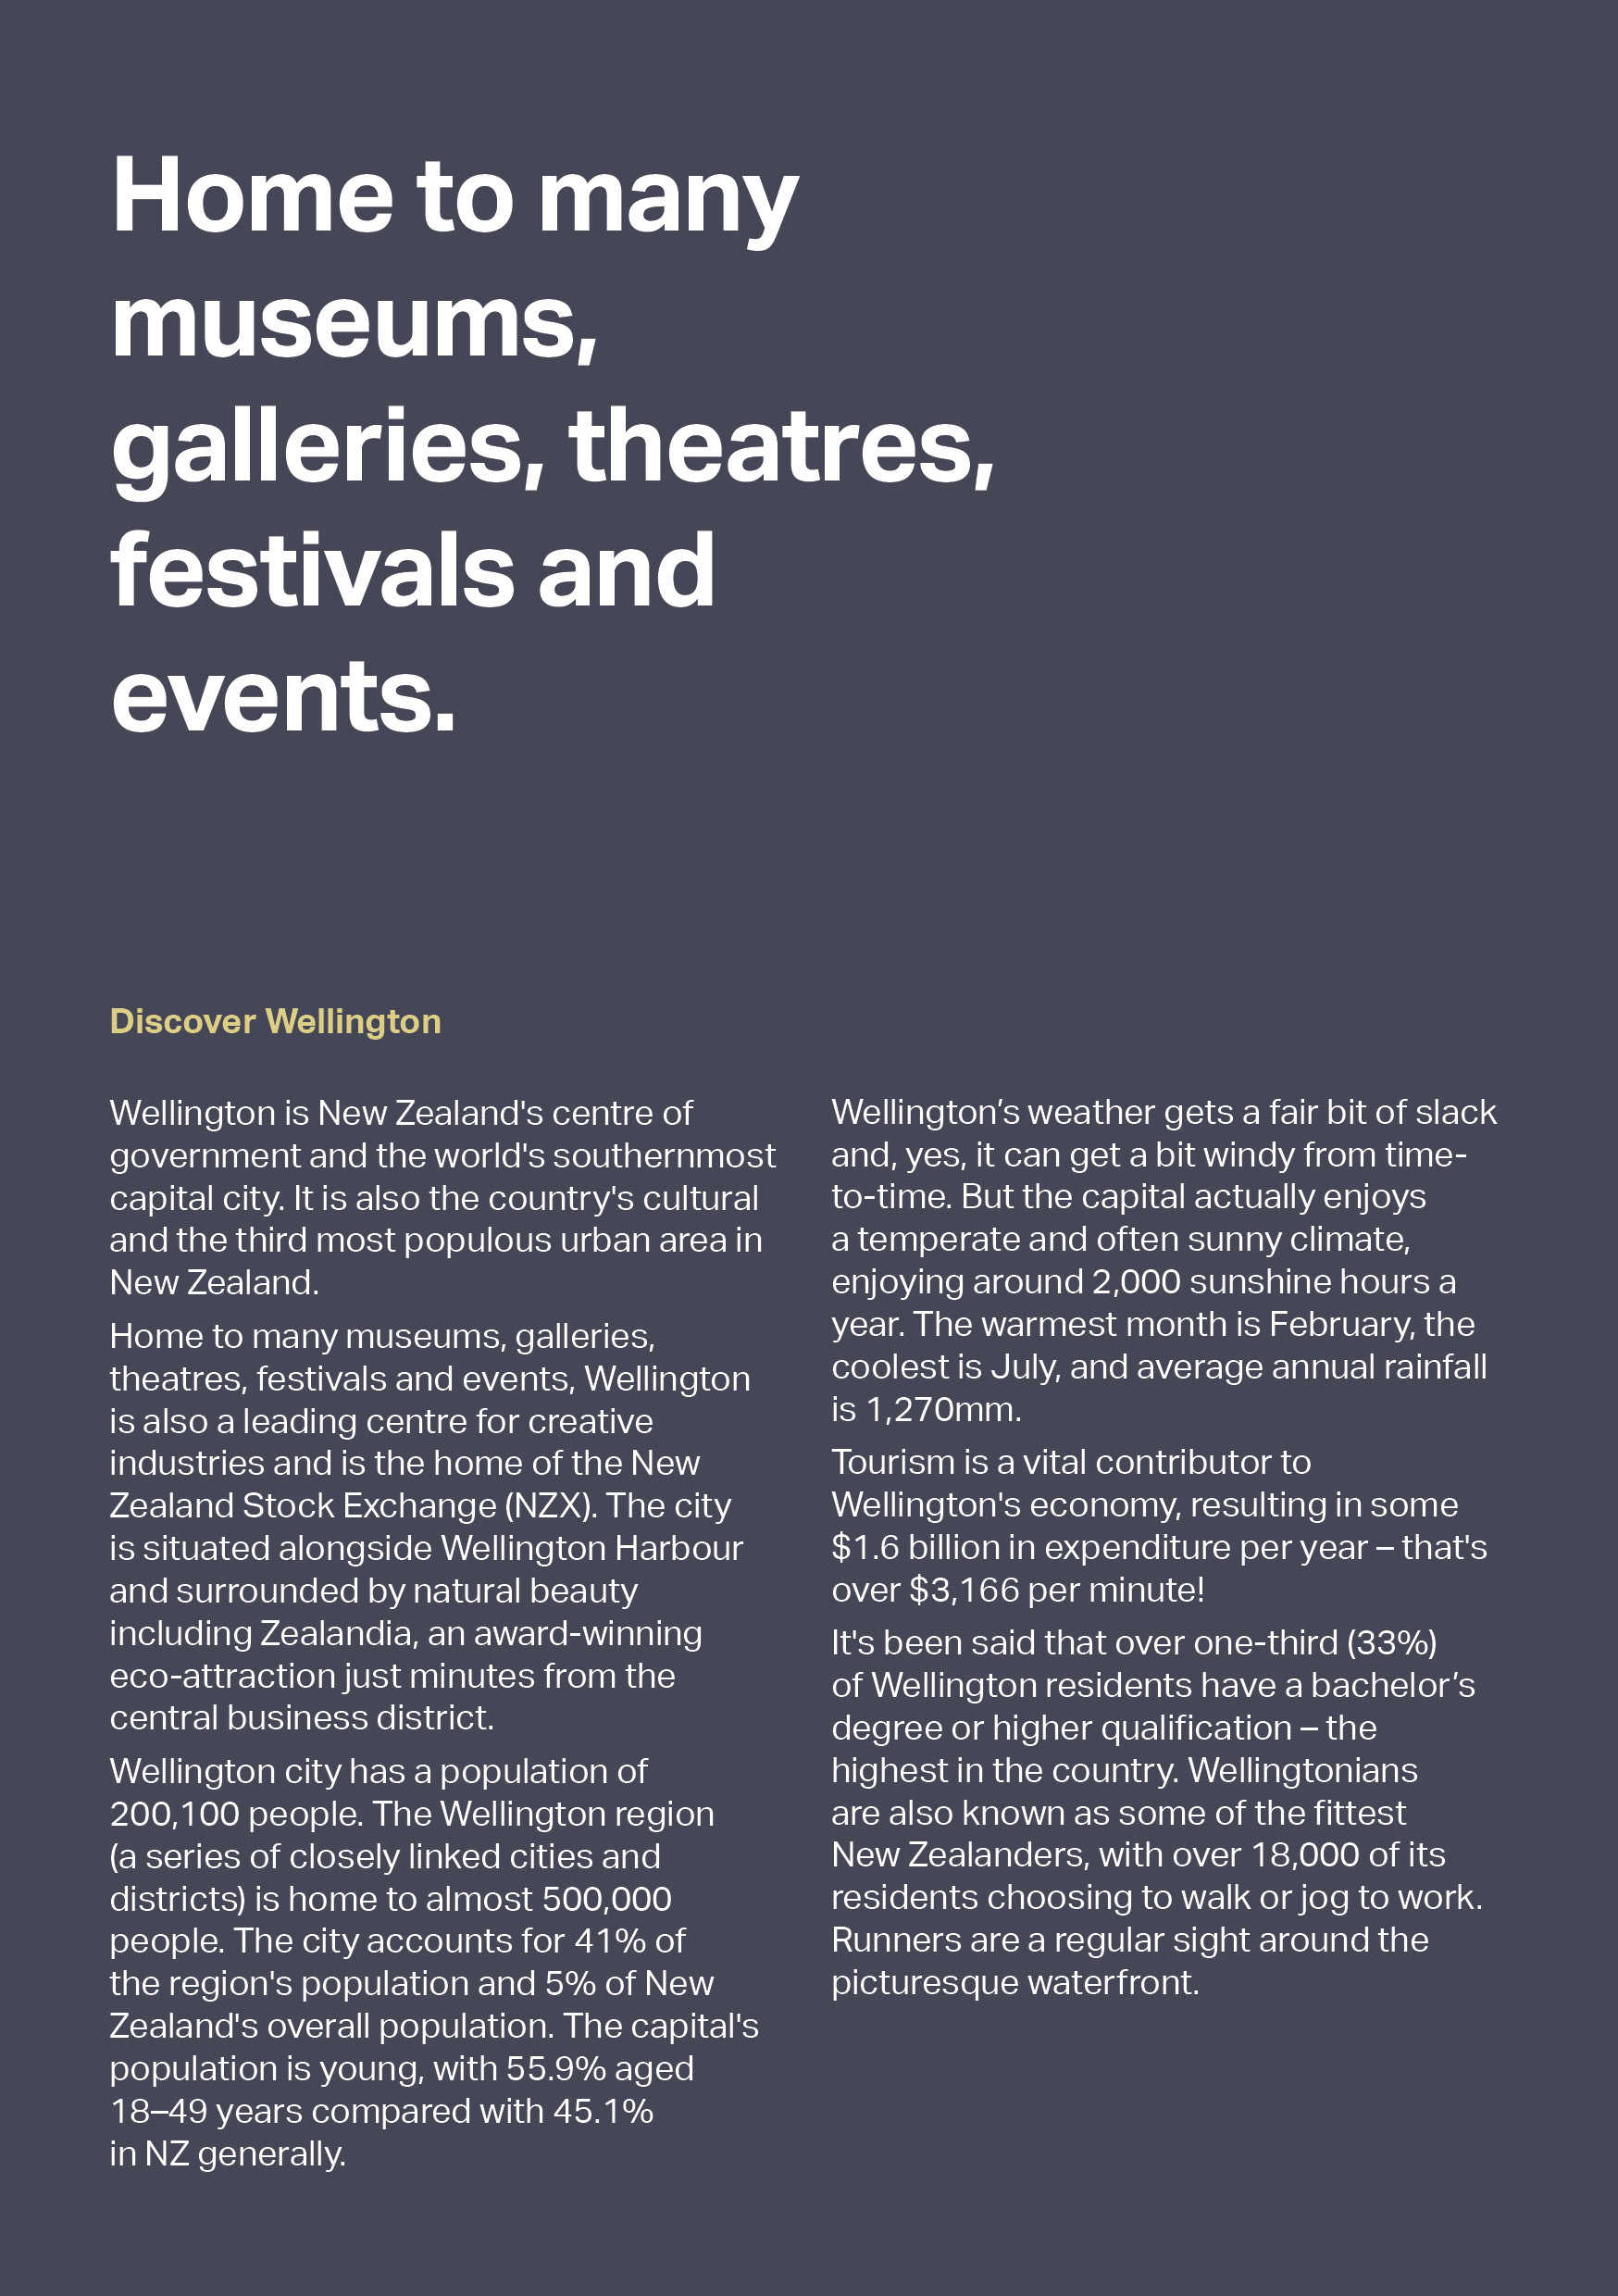 Home to many
museums,
galleries, theatres,
festivals and
events.
Discover Wellington
Wellington is New Zealand's centre of
government and the world's southernmost
capital city. It is also the country's cultural
and the third most populous urban area in
New Zealand.
Home to many museums, galleries,
theatres, festivals and events, Wellington
is also a leading centre for creative
industries and is the home of the New
Zealand Stock Exchange (NZX). The city
is situated alongside Wellington Harbour
and surrounded by natural beauty
including Zealandia, an award-winning
eco-attraction just minutes from the
central business district.
Wellington city has a population of
200,100 people. The Wellington region
(a series of closely linked cities and
districts) is home to almost 500,000
people. The city accounts for 41% of
the region's population and 5% of New
Zealand's overall population. The capital's
population is young, with 55.9% aged
18–49 years compared with 45.1%
in NZ generally.
Wellington’s weather gets a fair bit of slack
and, yes, it can get a bit windy from time-
to-time. But the capital actually enjoys
a temperate and often sunny climate,
enjoying around 2,000 sunshine hours a
year. The warmest month is February, the
coolest is July, and average annual rainfall
is 1,270mm.
Tourism is a vital contributor to
Wellington's economy, resulting in some
$1.6 billion in expenditure per year – that's
over $3,166 per minute!
It's been said that over one-third (33%)
of Wellington residents have a bachelor’s
degree or higher qualification – the
highest in the country. Wellingtonians
are also known as some of the fittest
New Zealanders, with over 18,000 of its
residents choosing to walk or jog to work.
Runners are a regular sight around the
picturesque waterfront.